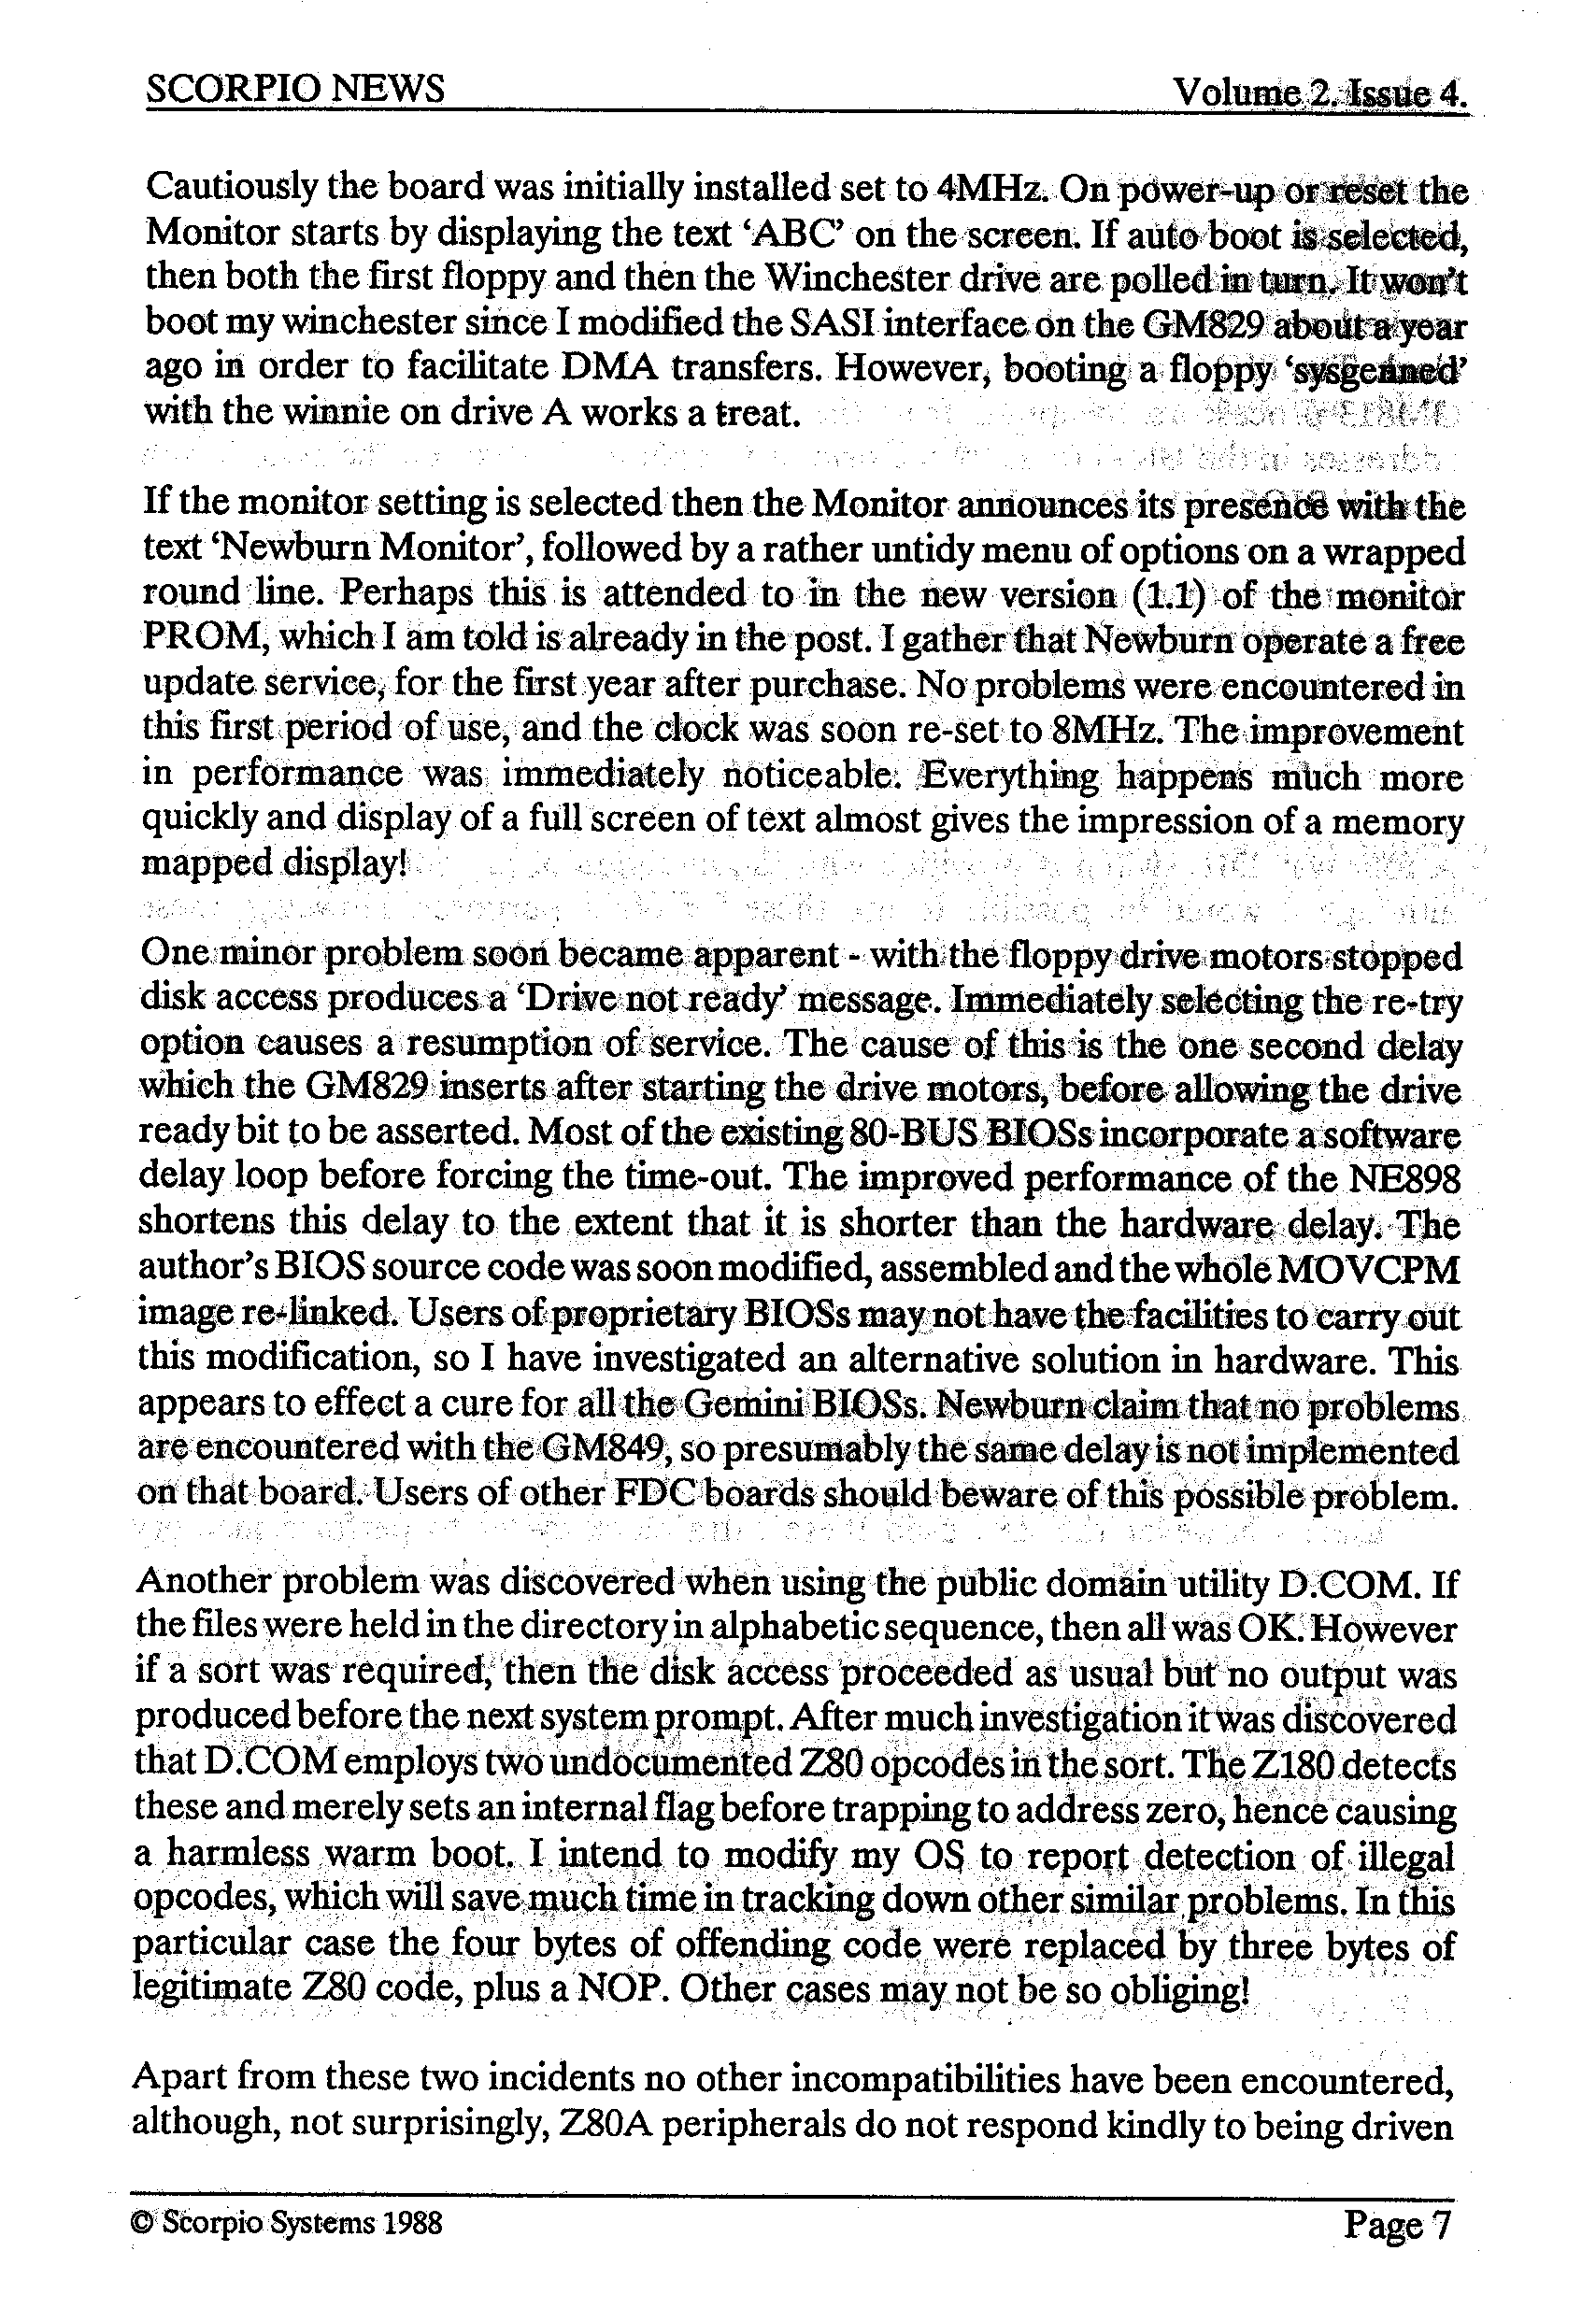 SCORPIO NEWS
Volume 2. Issue 4.
Cautiously the board was initially installed set to 4MHz. On power-up or reset the
Monitor starts by displaying the text ‘ABC’ on the screen. If auto boot is selected,
then both the first floppy and then the Winchester drive are polled in turn. It won’t
boot my winchester since I modified the SASI interface on the GM829 about a year
ago in order to facilitate DMA transfers. However, booting a floppy ‘sysgenned’
with the winnie on drive A works a treat.
If the monitor setting is selected then the Monitor announces its presence with the
text ‘Newburn Monitor’, followed by a rather untidy menu of options on a wrapped
round line. Perhaps this is attended to in the new version (1.1) of the monitor
PROM, which I am told is already in the post. I gather that Newburn operate a free
update service, for the first year after purchase. No problems were encountered in
this first period of use, and the clock was soon re-set to 8MHz. The improvement
in performance was immediately noticeable. Everything happens much more
quickly and display of a full screen of text almost gives the impression of a memory
mapped display!
One minor problem soon became apparent - with the floppy drive motors stopped
disk access produces a ‘Drive not ready’ message. Immediately selecting the re-try
option causes a resumption of service. The cause of this is the one second delay
which the GM829 inserts after starting the drive motors, before allowing the drive
ready bit to be asserted. Most of the existing 80-BUS BIOSs incorporate a software
delay loop before forcing the time-out. The improved performance of the NE898
shortens this delay to the extent that it is shorter than the hardware delay. The
author’s BIOS source code was soon modified, assembled and the whole MOVCPM
image re-linked. Users of proprietary BIOSs may not have the facilities to carry out
this modification, so I have investigated an alternative solution in hardware. This
appears to effect a cure for all the Gemini BIOSs. Newburn claim that no problems
are encountered with the GM849, so presumably the same delay is not implemented
on that board. Users of other FDC boards should beware of this possible problem.
Another problem was discovered when using the public domain utility D.COM. If
the files were held in the directory in alphabetic sequence, then all was OK. However
if a sort was required, then the disk access proceeded as usual but no output was
produced before the next system prompt. After much investigation it was discovered
that D.COM employs two undocumented Z80 opcodes in the sort. The Z180 detects
these and merely sets an internal flag before trapping to address zero, hence causing
a harmless warm boot. I intend to modify my OS to report detection of illegal
opcodes, which will save much time in tracking down other similar problems. In this
particular case the four bytes of offending code were replaced by three bytes of
legitimate Z80 code, plus a NOP. Other cases may not be so obliging!
Apart from these two incidents no other incompatibilities have been encountered,
although, not surprisingly, Z80A peripherals do not respond kindly to being driven
© Scorpio Systems 1988
Page 7